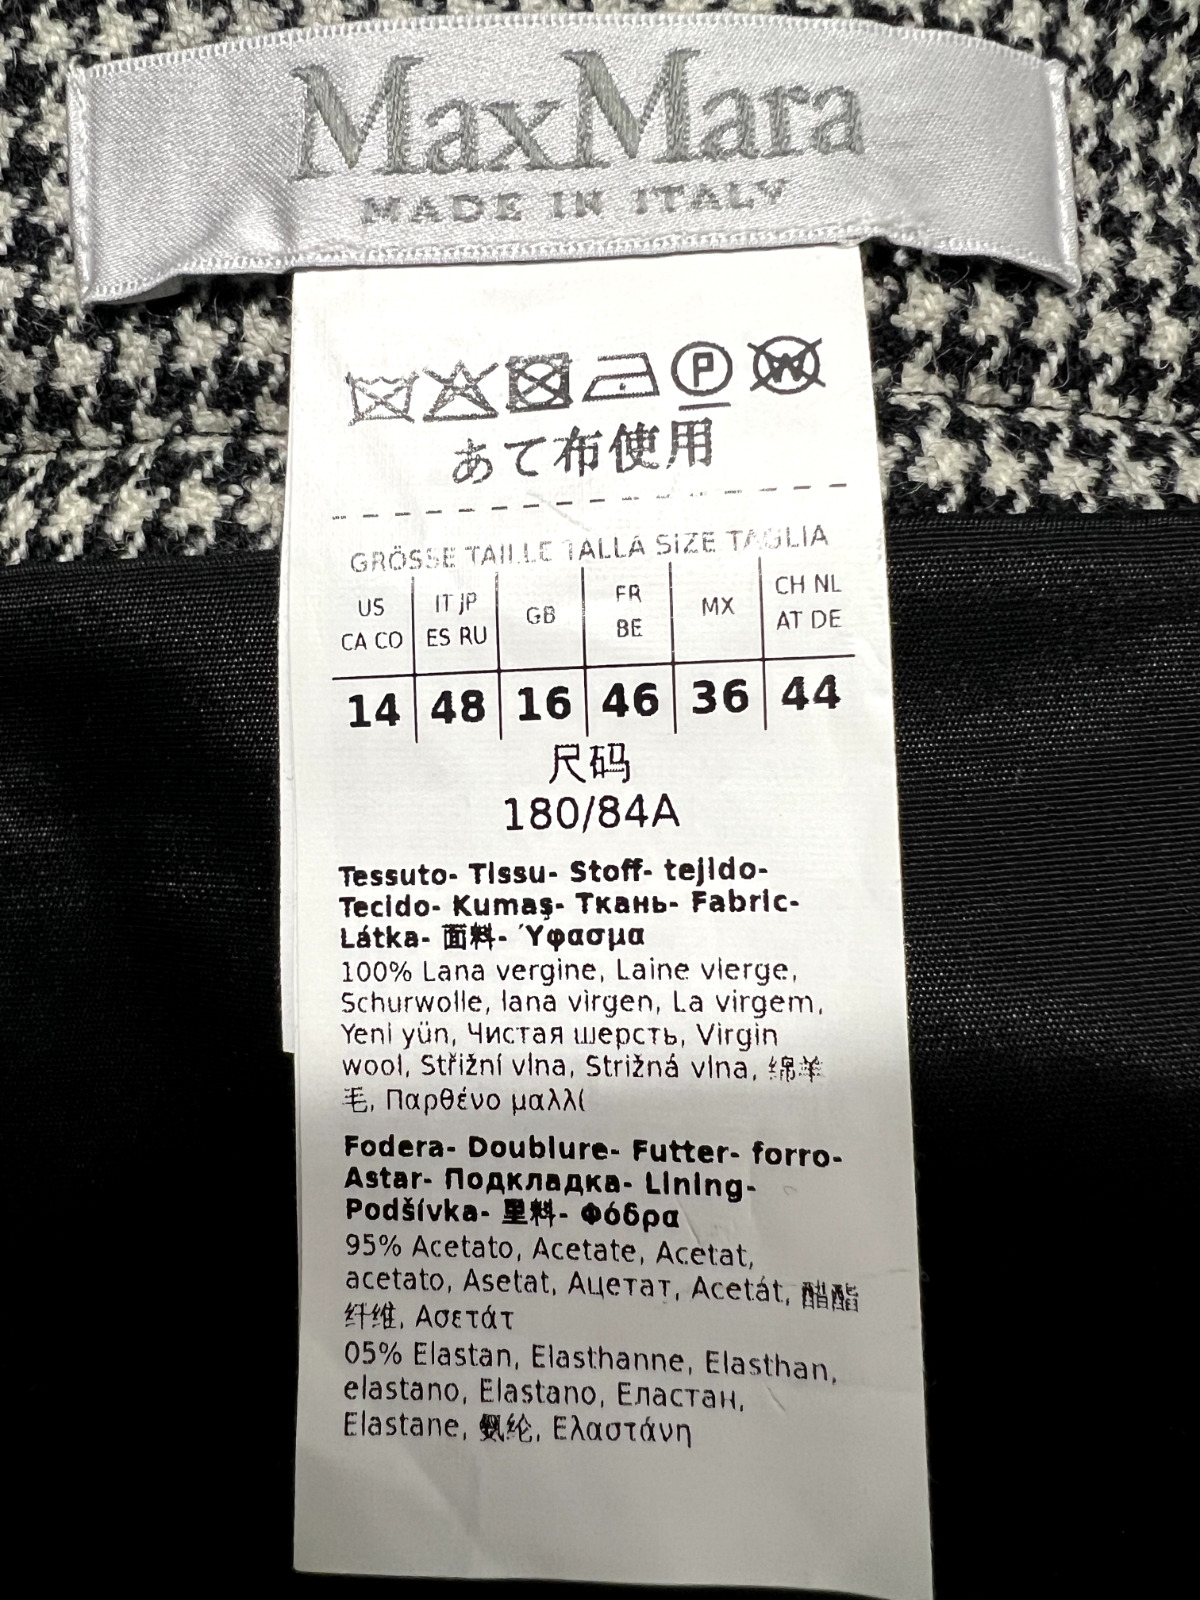 MaxMara
MADE IN ITALY
P W
あて布使用
GRÖSSE TAILLE TALLA SIZE TAGLIA
US IT JP GB FR MX CH NL
CA CO ES RU BE AT DE
14 48 16 46 36 44
尺码
180/84A
Tessuto- Tissu- Stoff- tejido-
Tecido- Kumaş- Ткань- Fabric-
Látka- 面料- Ύφασμα
100% Lana vergine, Laine vierge,
Schurwolle, lana virgen, La virgem,
Yeni yün, Чистая шерсть, Virgin
wool, Střižní vlna, Strižná vlna, 绵羊
毛, Παρθένο μαλλί
Fodera- Doublure- Futter- forro-
Astar- Подкладка- Lining-
Podšívka- 里料- Φόδρα
95% Acetato, Acetate, Acetat,
acetato, Asetat, Ацетат, Acetát, 醋酯
纤维, Ασετάτ
05% Elastan, Elasthanne, Elasthan,
elastano, Elastano, Еластан,
Elastane, 氨纶, Ελαστάνη